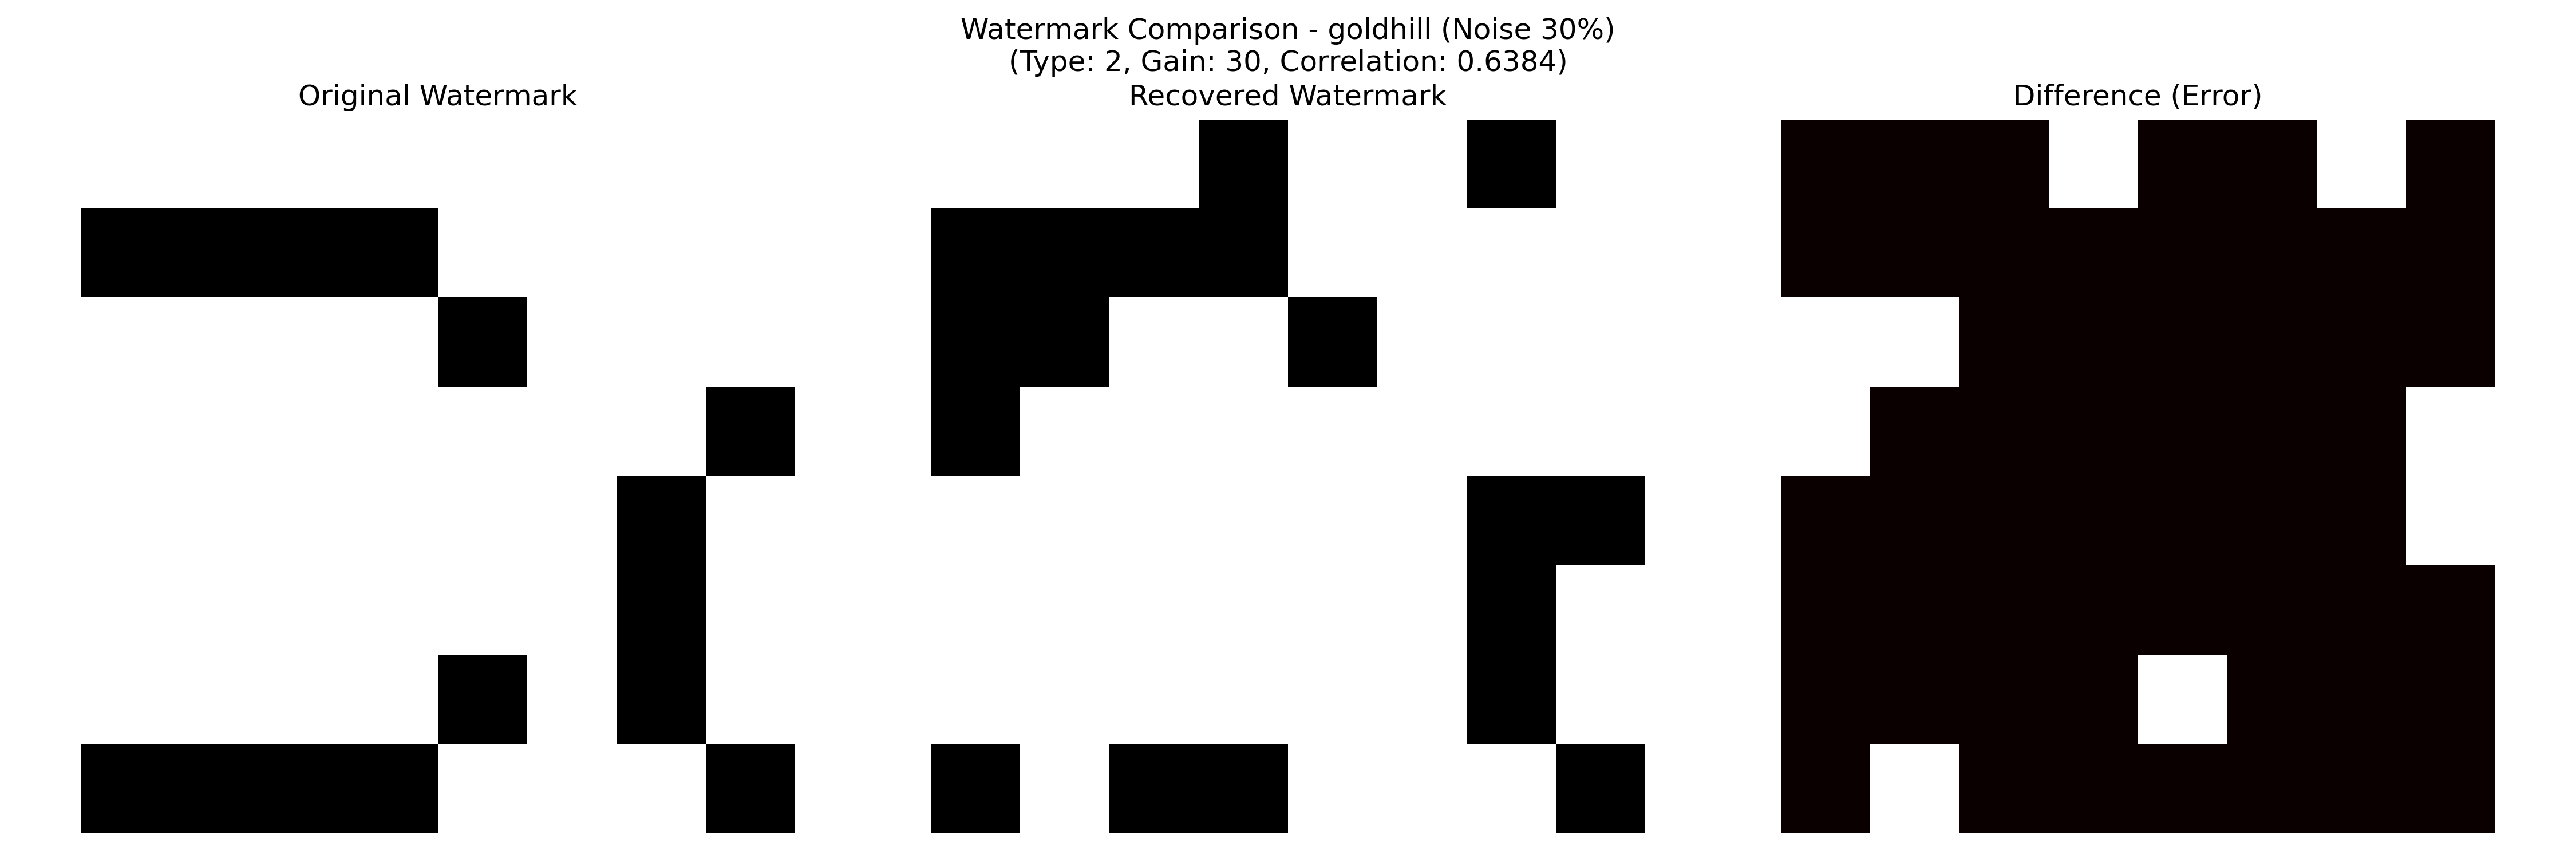 Watermark Comparison - goldhill (Noise 30%)
(Type: 2, Gain: 30, Correlation: 0.6384)
Original Watermark
Recovered Watermark
Difference (Error)